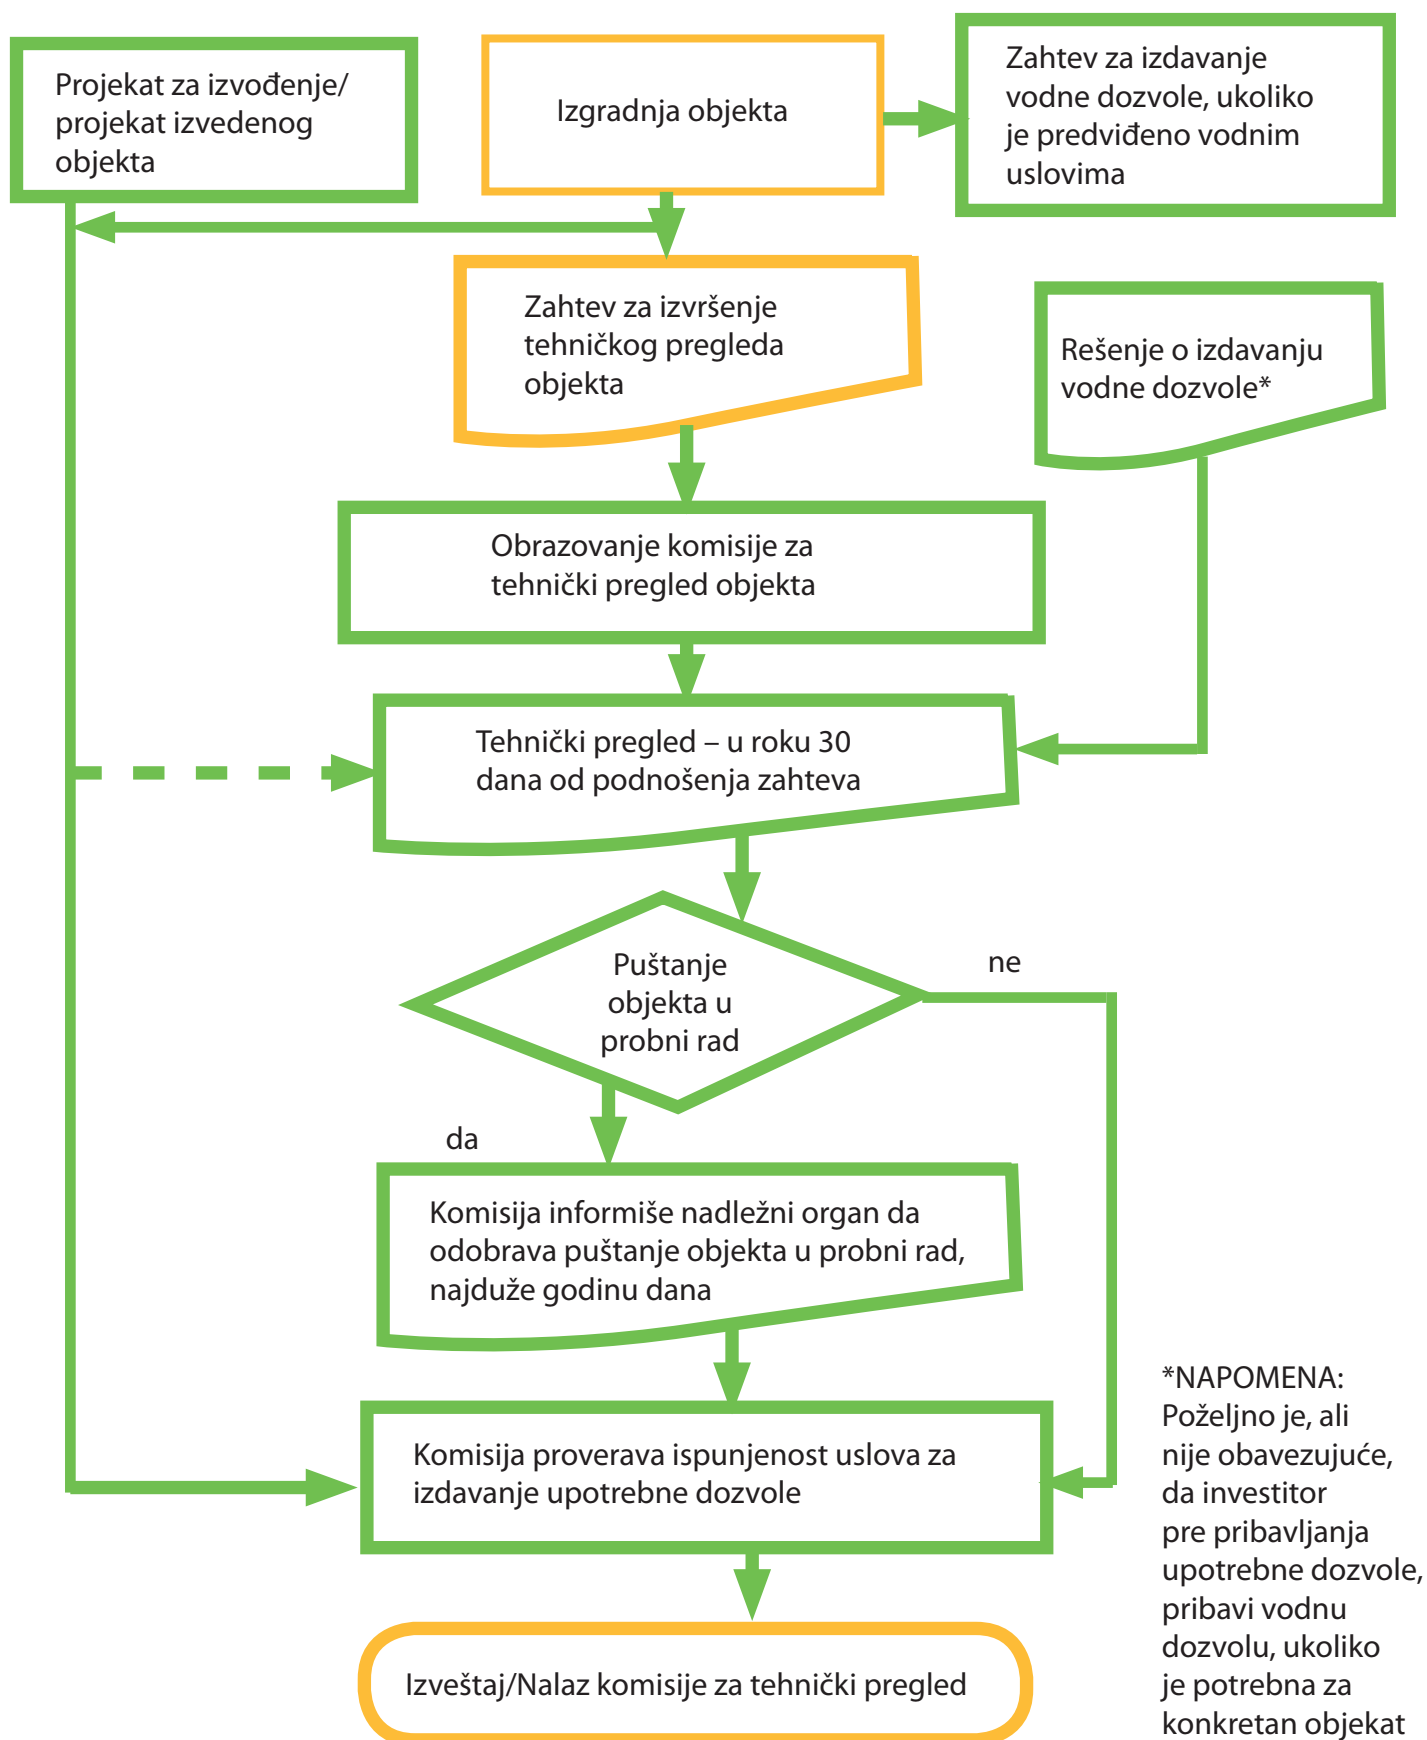 Projekat za izvođenje/
projekat izvedenog
objekta
Izgradnja objekta
Zahtev za izdavanje
vodne dozvole, ukoliko
je predviđeno vodnim
uslovima
Zahtev za izvršenje
tehničkog pregleda
objekta
Rešenje o izdavanju
vodne dozvole*
Obrazovanje komisije za
tehnički pregled objekta
Tehnički pregled – u roku 30
dana od podnošenja zahteva
Puštanje
objekta u
probni rad
ne
da
Komisija informiše nadležni organ da
odobrava puštanje objekta u probni rad,
najduže godinu dana
Komisija proverava ispunjenost uslova za
izdavanje upotrebne dozvole
Izveštaj/Nalaz komisije za tehnički pregled
*NAPOMENA:
Poželjno je, ali
nije obavezujuće,
da investitor
pre pribavljanja
upotrebne dozvole,
pribavi vodnu
dozvolu, ukoliko
je potrebna za
konkretan objekat